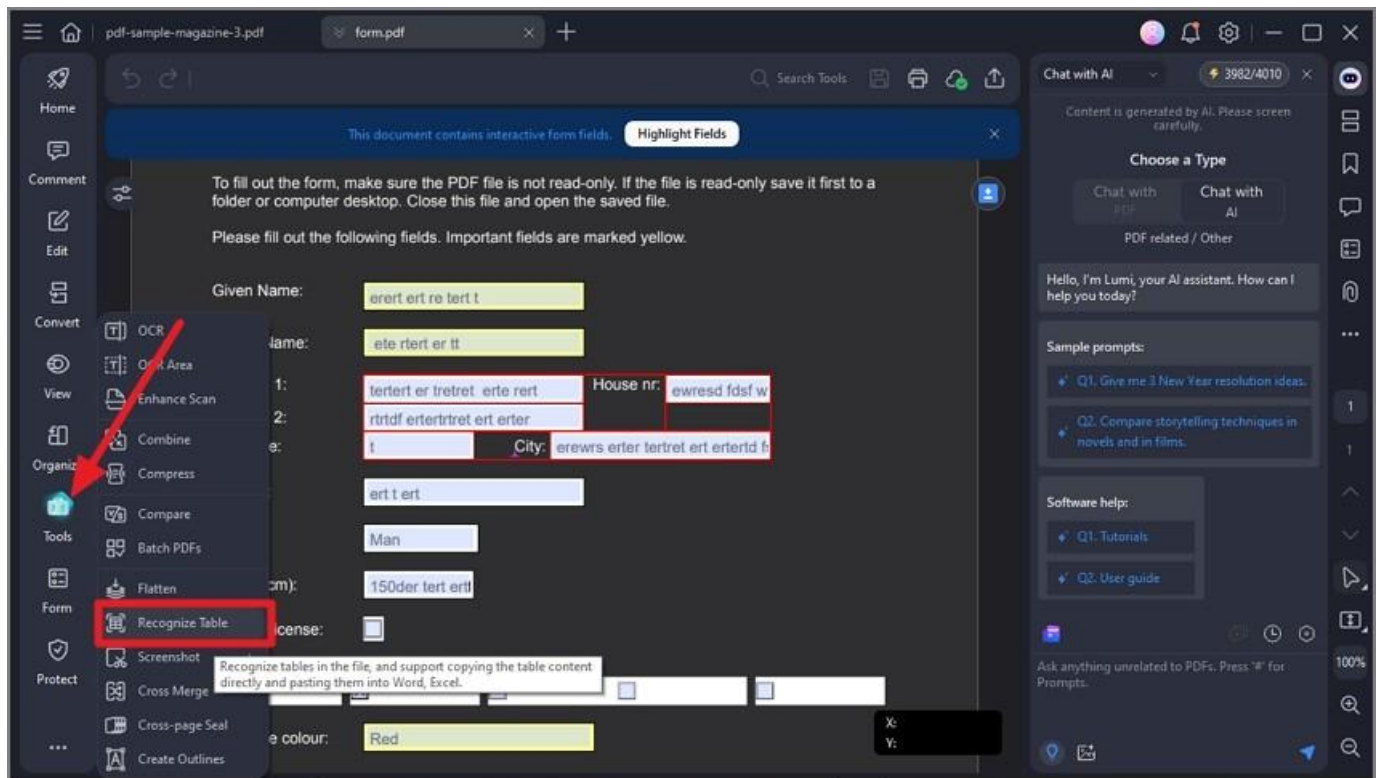 pdf-sample-magazine-3.pdf
form.pdf
Home
Comment
Edit
Convert
View
Organiz
Tools
Form
Protect
Search Tools
This document contains interactive form fields.
Highlight Fields
To fill out the form, make sure the PDF file is not read-only. If the file is read-only save it first to a
folder or computer desktop. Close this file and open the saved file.
Please fill out the following fields. Important fields are marked yellow.
Given Name: erert ert re tert t
lame: ete rtert er tt
1: tertert er tretret erte rert House nr: ewresd fdsf w
2: rtrtdf ertertrtret ert erter
e: t City: erewrs erter tertret ert ertertd f
ert t ert
Man
cm): 150der tert ert
icense:
e colour: Red
OCR
OCR Area
Enhance Scan
Combine
Compress
Compare
Batch PDFs
Flatten
Recognize Table
Screenshot
Recognize tables in the file, and support copying the table content
directly and pasting them into Word, Excel.
Cross Merge
Cross-page Seal
Create Outlines
X:
Y:
Chat with AI
3982/4010
Content is generated by AI. Please screen
carefully.
Choose a Type
Chat with
PDF
Chat with
AI
PDF related / Other
Hello, I'm Lumi, your AI assistant. How can I
help you today?
Sample prompts:
Q1. Give me 3 New Year resolution ideas.
Q2. Compare storytelling techniques in
novels and in films.
Software help:
Q1. Tutorials
Q2. User guide
Ask anything unrelated to PDFs. Press '#' for
Prompts.
1
1
100%